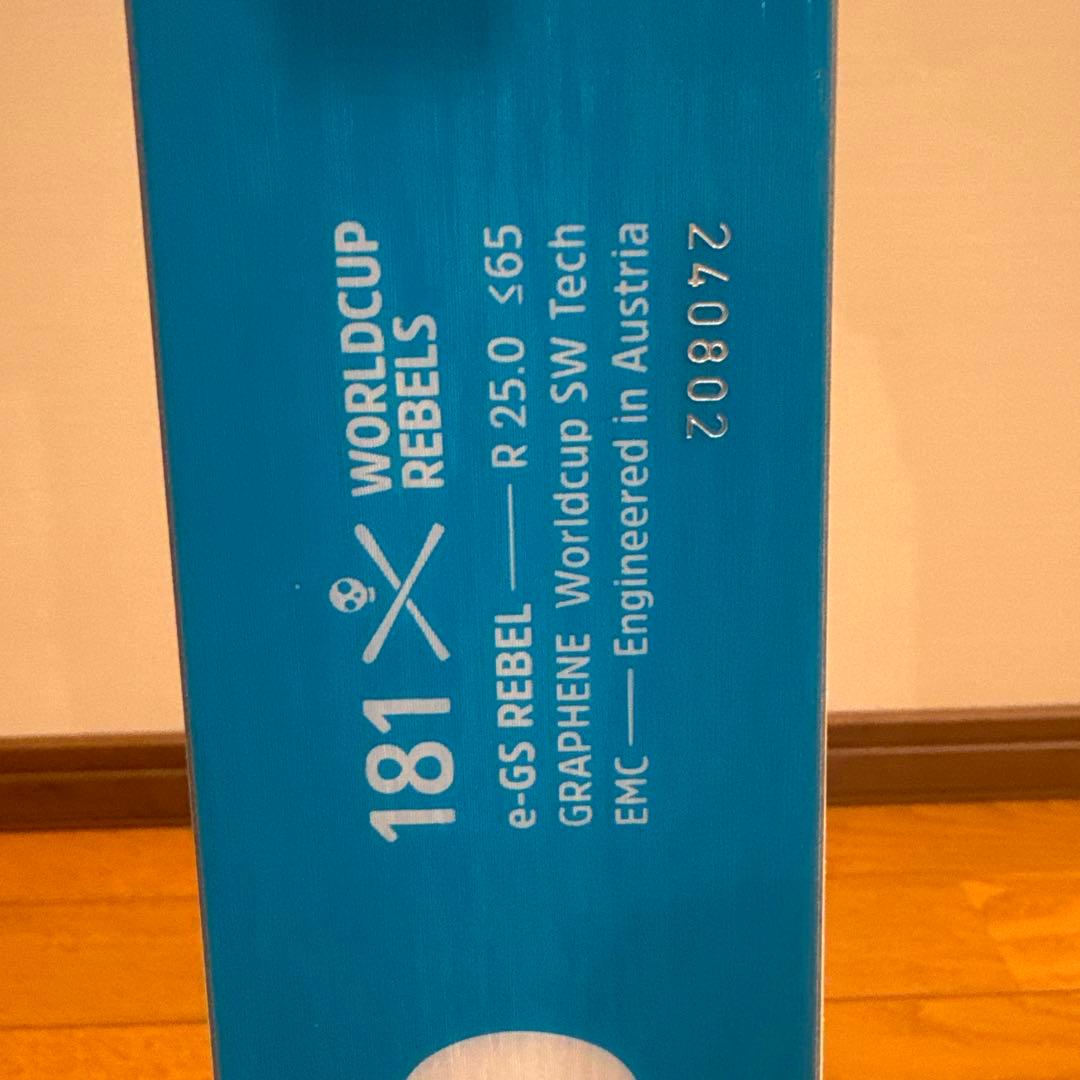 181 WORLDCUP
REBELS
e-GS REBEL — R 25.0 ≤65
GRAPHENE Worldcup SW Tech
EMC — Engineered in Austria
240802